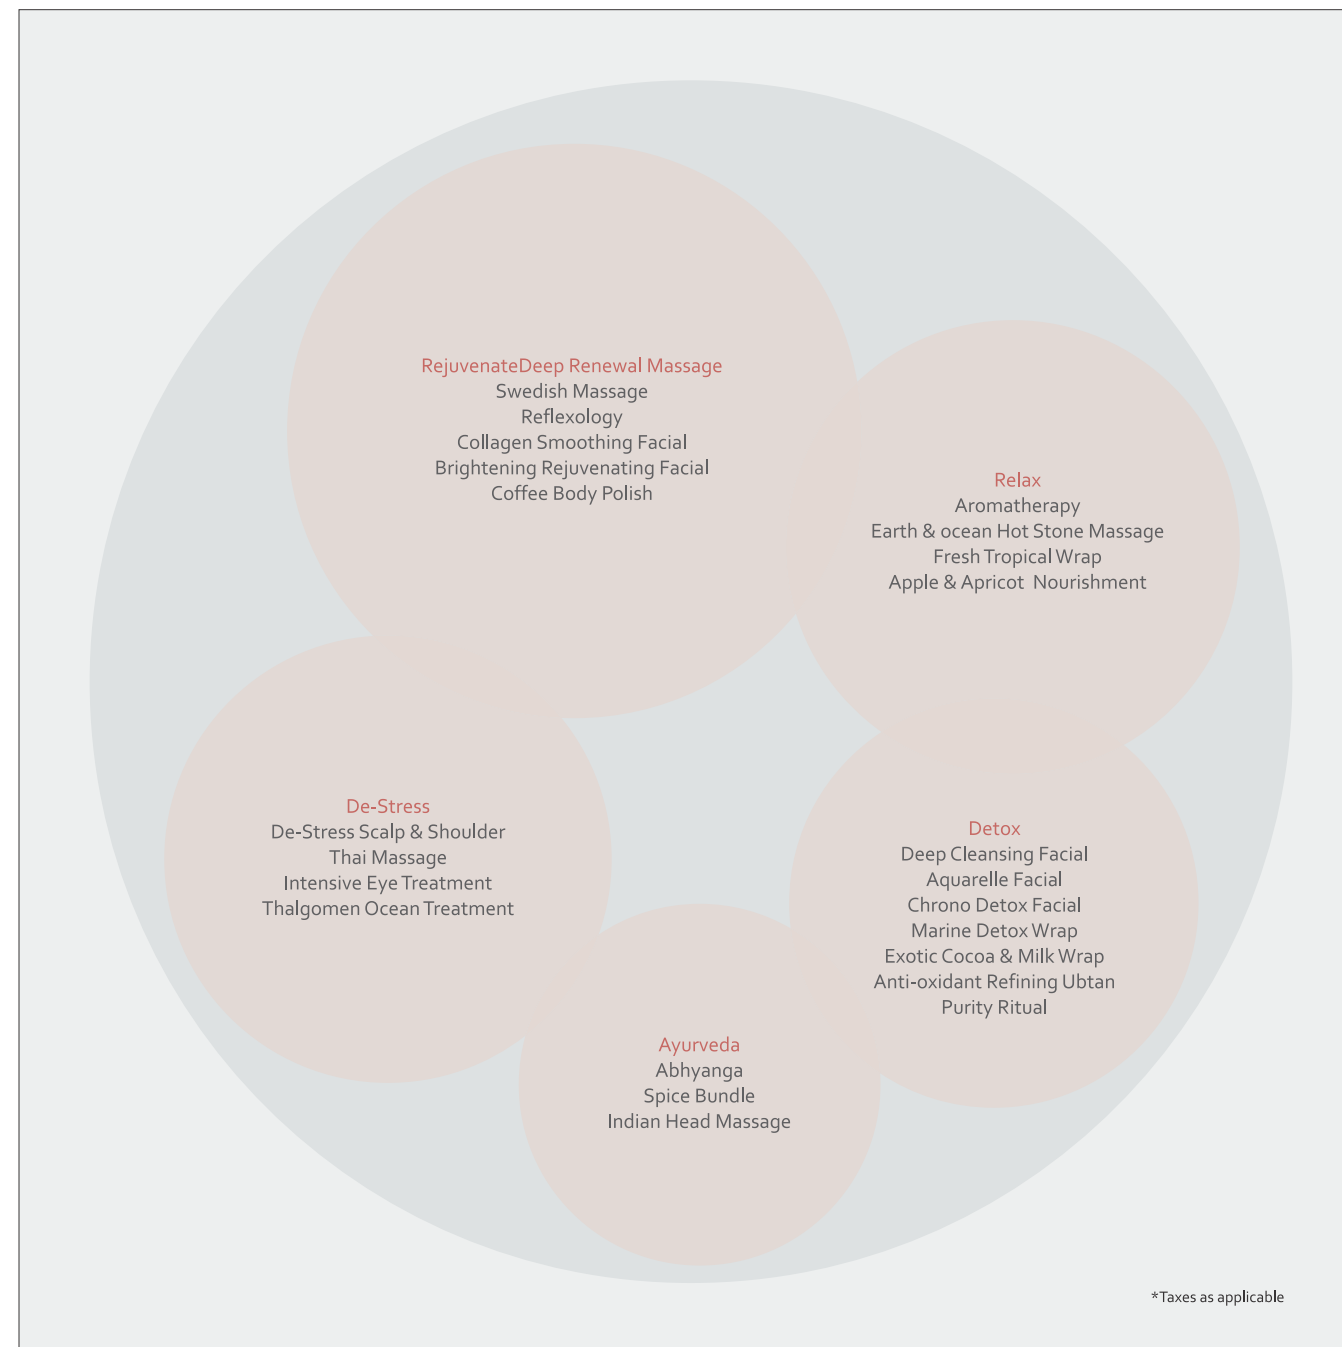 RejuvenateDeep Renewal Massage
Swedish Massage
Reflexology
Collagen Smoothing Facial
Brightening Rejuvenating Facial
Coffee Body Polish
Relax
Aromatherapy
Earth & ocean Hot Stone Massage
Fresh Tropical Wrap
Apple & Apricot  Nourishment
De-Stress
De-Stress Scalp & Shoulder
Thai Massage
Intensive Eye Treatment
Thalgomen Ocean Treatment
Detox
Deep Cleansing Facial
Aquarelle Facial
Chrono Detox Facial
Marine Detox Wrap
Exotic Cocoa & Milk Wrap
Anti-oxidant Refining Ubtan
Purity Ritual
Ayurveda
Abhyanga
Spice Bundle
Indian Head Massage
*Taxes as applicable